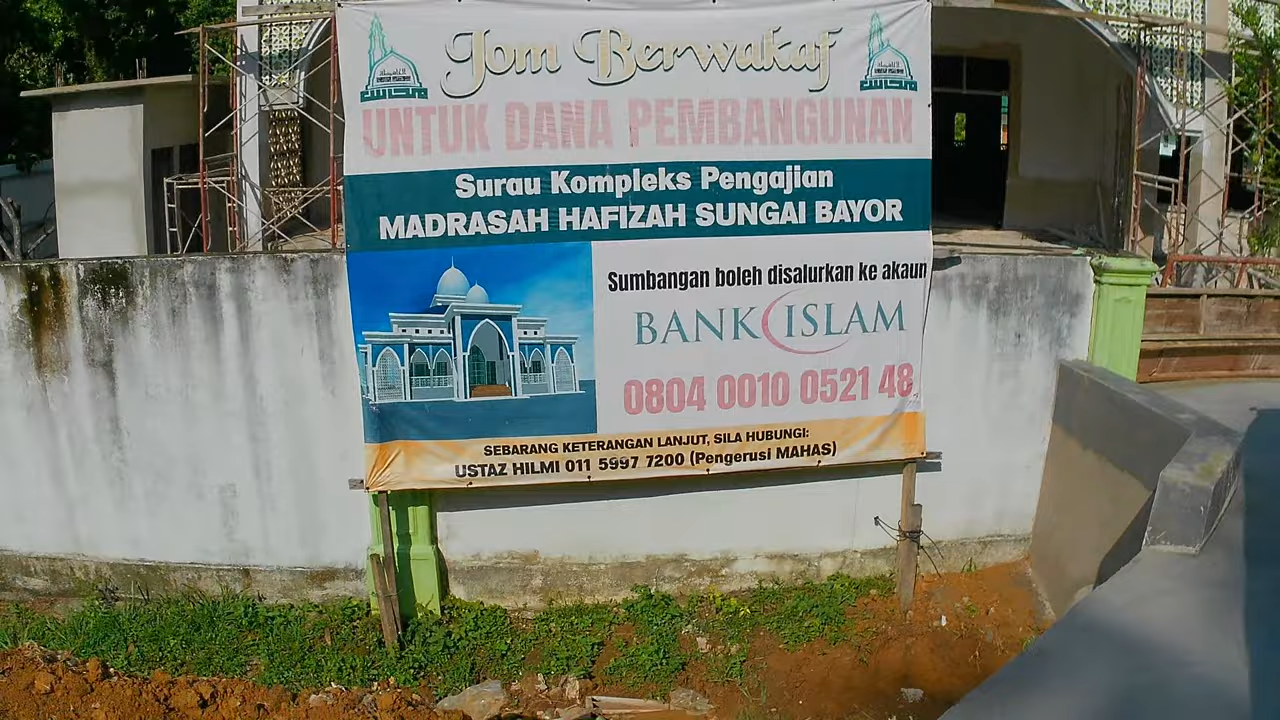 Jom Berwakaf
UNTUK DANA PEMBANGUNAN
Surau Kompleks Pengajian
MADRASAH HAFIZAH SUNGAI BAYOR
Sumbangan boleh disalurkan ke akaun
BANK ISLAM
0804 0010 0521 48
SEBARANG KETERANGAN LANJUT, SILA HUBUNGI:
USTAZ HILMI 011 5997 7200 (Pengerusi MAHAS)